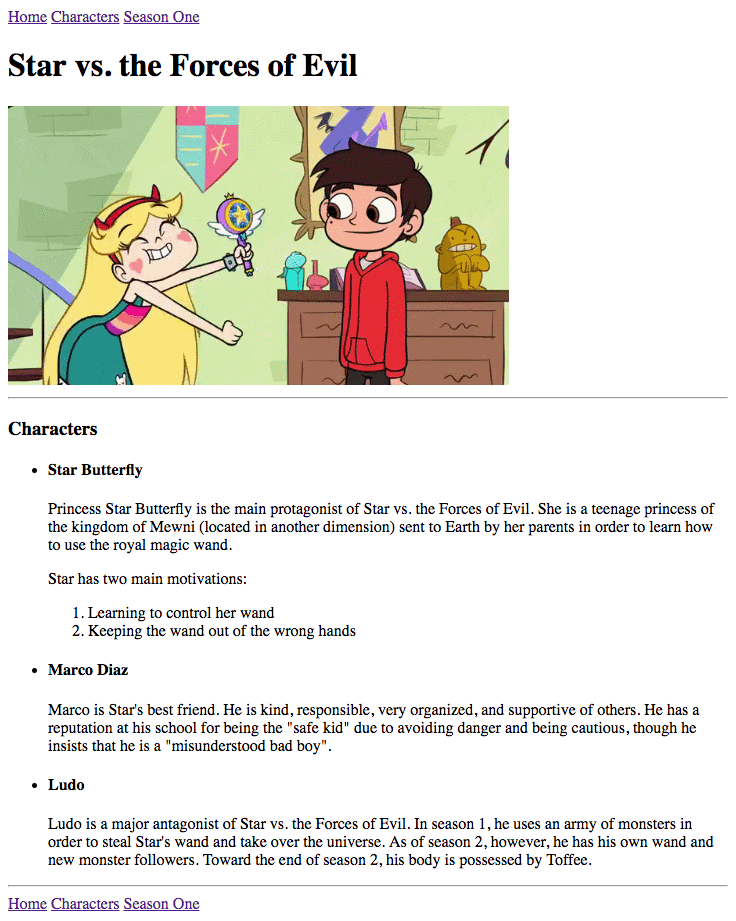 Home Characters Season One
Star vs. the Forces of Evil
Characters
• Star Butterfly
Princess Star Butterfly is the main protagonist of Star vs. the Forces of Evil. She is a teenage princess of
the kingdom of Mewni (located in another dimension) sent to Earth by her parents in order to learn how
to use the royal magic wand.
Star has two main motivations:
1. Learning to control her wand
2. Keeping the wand out of the wrong hands
• Marco Diaz
Marco is Star's best friend. He is kind, responsible, very organized, and supportive of others. He has a
reputation at his school for being the "safe kid" due to avoiding danger and being cautious, though he
insists that he is a "misunderstood bad boy".
• Ludo
Ludo is a major antagonist of Star vs. the Forces of Evil. In season 1, he uses an army of monsters in
order to steal Star's wand and take over the universe. As of season 2, however, he has his own wand and
new monster followers. Toward the end of season 2, his body is possessed by Toffee.
Home Characters Season One